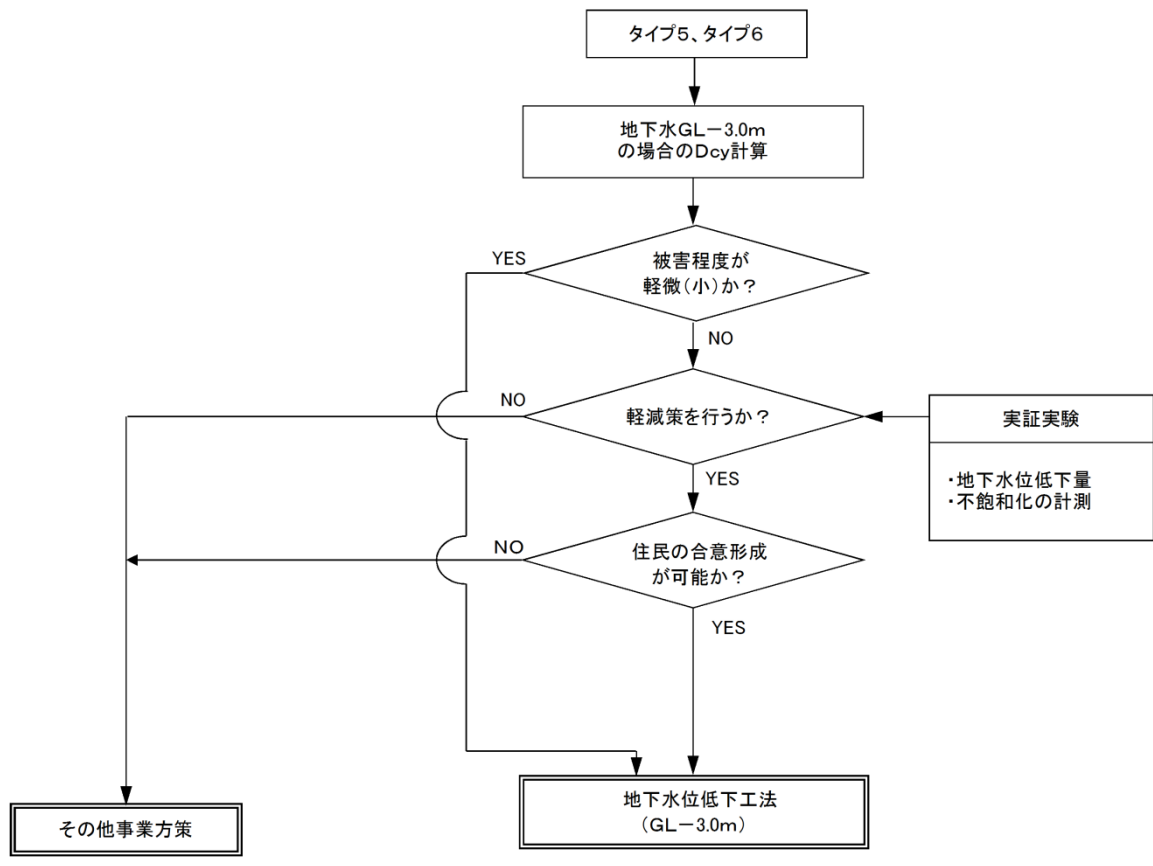 タイプ５、タイプ６
地下水GL－3.0m
の場合のDcy計算
YES
被害程度が
軽微（小）か？
NO
NO
軽減策を行うか？
実証実験
YES
・地下水位低下量
・不飽和化の計測
NO
住民の合意形成
が可能か？
YES
その他事業方策
地下水位低下工法
（GL－3.0m）